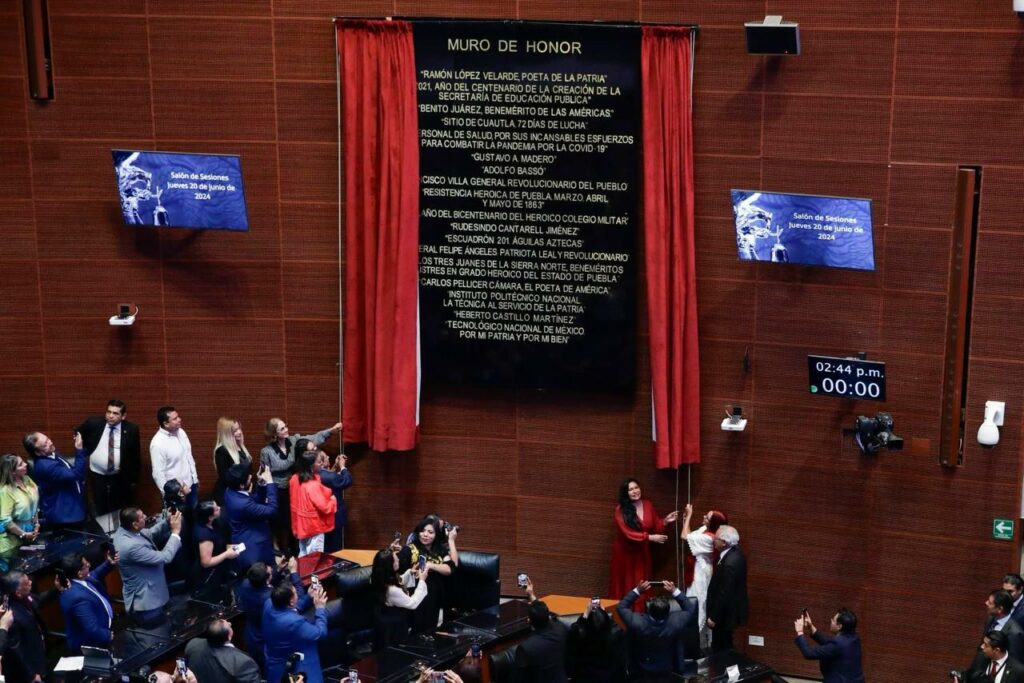 MURO DE HONOR
"RAMÓN LÓPEZ VELARDE, POETA DE LA PATRIA"
021, AÑO DEL CENTENARIO DE LA CREACIÓN DE LA
SECRETARÍA DE EDUCACIÓN PÚBLICA"
"BENITO JUÁREZ, BENEMÉRITO DE LAS AMÉRICAS"
"SITIO DE CUAUTLA, 72 DÍAS DE LUCHA"
ERSONAL DE SALUD, POR SUS INCANSABLES ESFUERZOS
PARA COMBATIR LA PANDEMIA POR LA COVID-19"
"GUSTAVO A. MADERO"
"ADOLFO BASSÓ"
CISCO VILLA GENERAL REVOLUCIONARIO DEL PUEBLO"
"RESISTENCIA HEROICA DE PUEBLA, MARZO, ABRIL
Y MAYO DE 1863"
AÑO DEL BICENTENARIO DEL HEROICO COLEGIO MILITAR"
"RUDESINDO CANTARELL JIMÉNEZ"
"ESCUADRÓN 201. ÁGUILAS AZTECAS"
ERAL FELIPE ÁNGELES PATRIOTA LEAL Y REVOLUCIONARIO
LOS TRES JUANES DE LA SIERRA NORTE, BENEMÉRITOS
STRES EN GRADO HEROICO DEL ESTADO DE PUEBLA"
CARLOS PELLICER CÁMARA, EL POETA DE AMÉRICA"
"INSTITUTO POLITÉCNICO NACIONAL
LA TÉCNICA AL SERVICIO DE LA PATRIA"
"HEBERTO CASTILLO MARTÍNEZ"
"TECNOLÓGICO NACIONAL DE MÉXICO
POR MI PATRIA Y POR MI BIEN"
Salón de Sesiones
Jueves 20 de junio de
2024
Salón de Sesiones
Jueves 20 de junio de
2024
02:44 p.m.
00:00